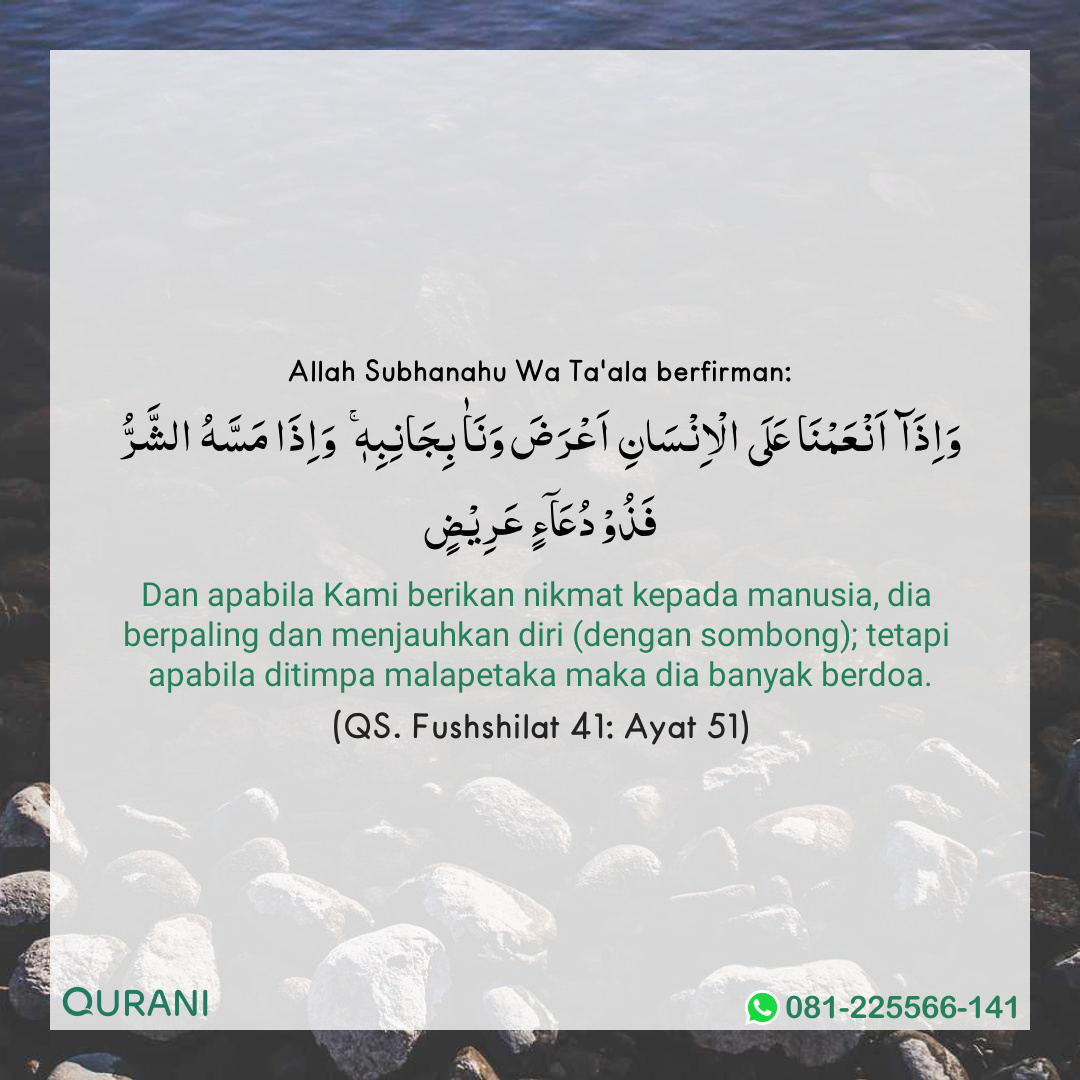 Allah Subhanahu Wa Ta'ala berfirman:
وَاِذَآ اَنْعَمْنَا عَلَى الْاِنْسَانِ اَعْرَضَ وَنَاٰ بِجَانِبِهٖۚ وَاِذَا مَسَّهُ الشَّرُّ
فَذُوْ دُعَاۤءٍ عَرِيْضٍ
Dan apabila Kami berikan nikmat kepada manusia, dia
berpaling dan menjauhkan diri (dengan sombong); tetapi
apabila ditimpa malapetaka maka dia banyak berdoa.
(QS. Fushshilat 41: Ayat 51)
QURANI
081-225566-141